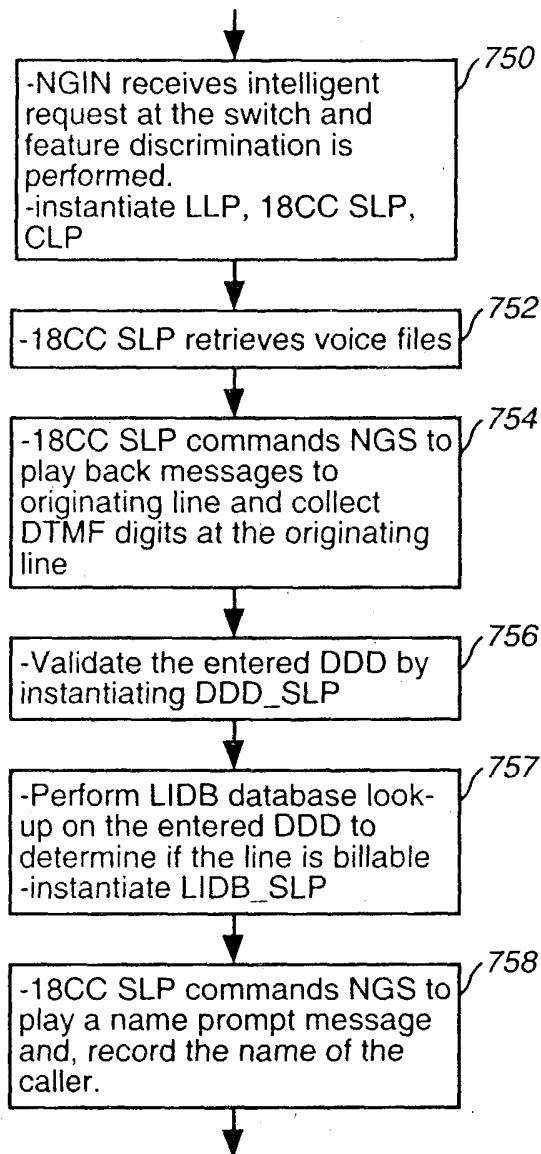 750
-NGIN receives intelligent
request at the switch and
feature discrimination is
performed.
-instantiate LLP, 18CC SLP,
CLP
752
-18CC SLP retrieves voice files
754
-18CC SLP commands NGS to
play back messages to
originating line and collect
DTMF digits at the originating
line
756
-Validate the entered DDD by
instantiating DDD_SLP
757
-Perform LIDB database look-
up on the entered DDD to
determine if the line is billable
-instantiate LIDB_SLP
758
-18CC SLP commands NGS to
play a name prompt message
and, record the name of the
caller.